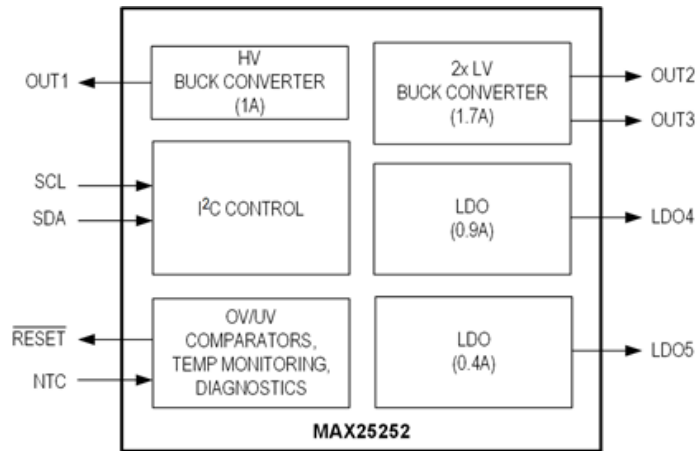 HV
BUCK CONVERTER
(1A)
OUT1
2x LV
BUCK CONVERTER
(1.7A)
OUT2
OUT3
SCL
SDA
I²C CONTROL
LDO
(0.9A)
LDO4
RESET
NTC
OV/UV
COMPARATORS,
TEMP MONITORING,
DIAGNOSTICS
LDO
(0.4A)
LDO5
MAX25252